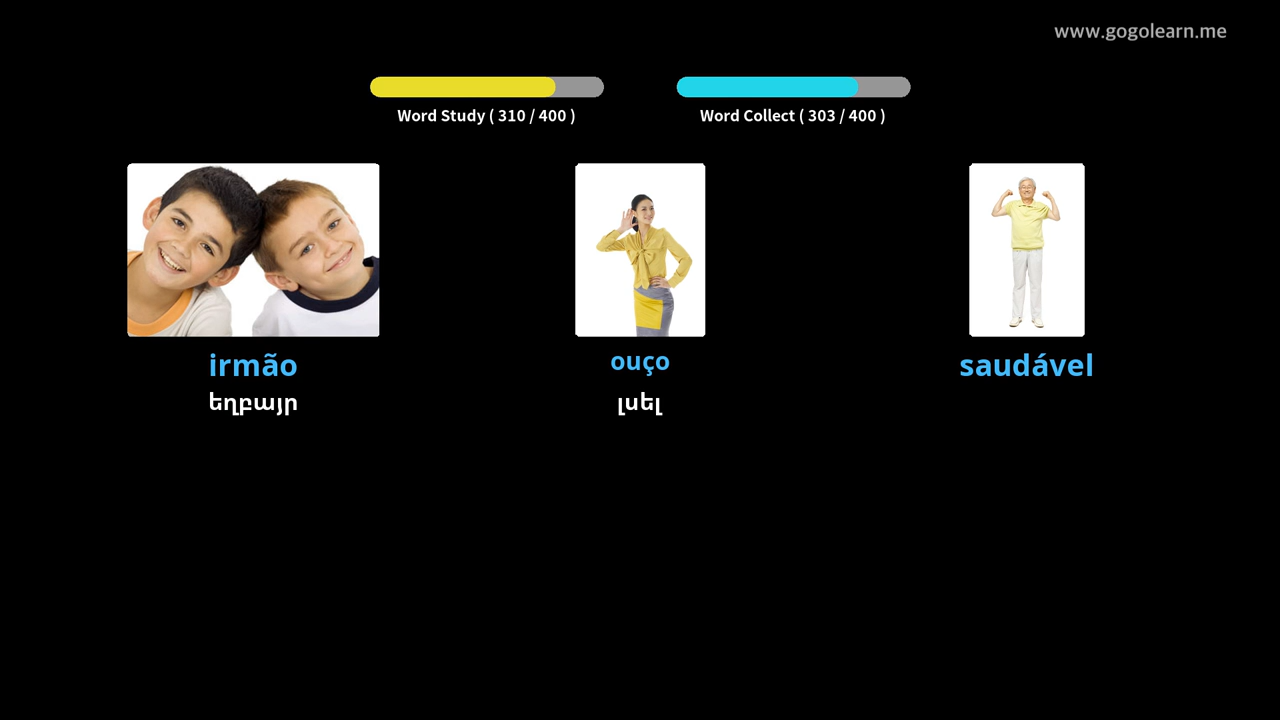 www.gogolearn.me
Word Study ( 310 / 400 )
Word Collect ( 303 / 400 )
irmão
ouço
saudável
եղբայր
լսել